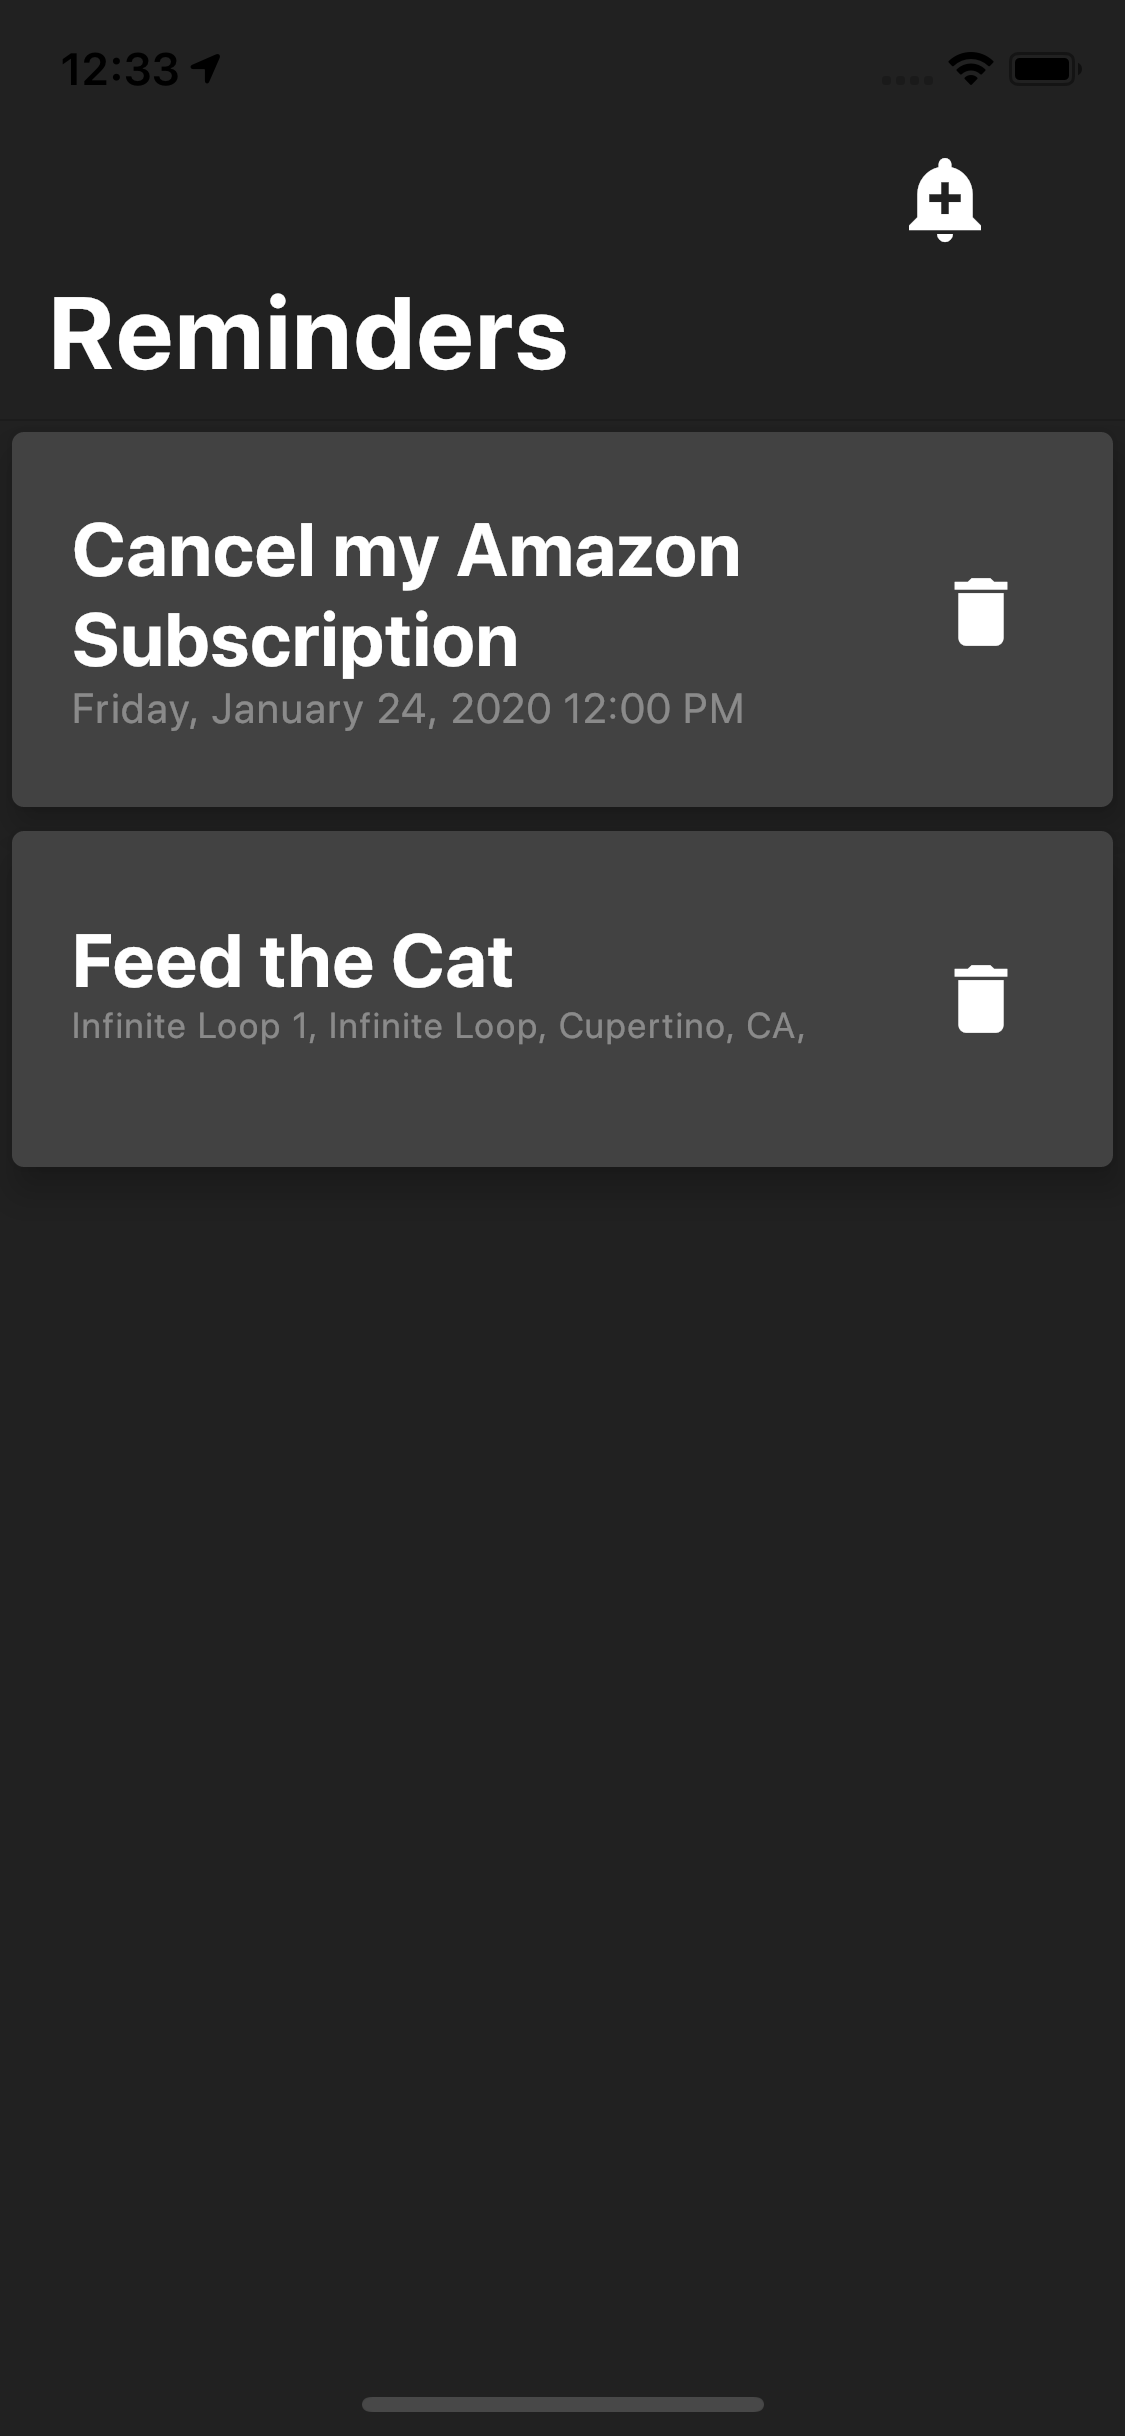 12:33
Reminders
Cancel my Amazon
Subscription
Friday, January 24, 2020 12:00 PM
Feed the Cat
Infinite Loop 1, Infinite Loop, Cupertino, CA,